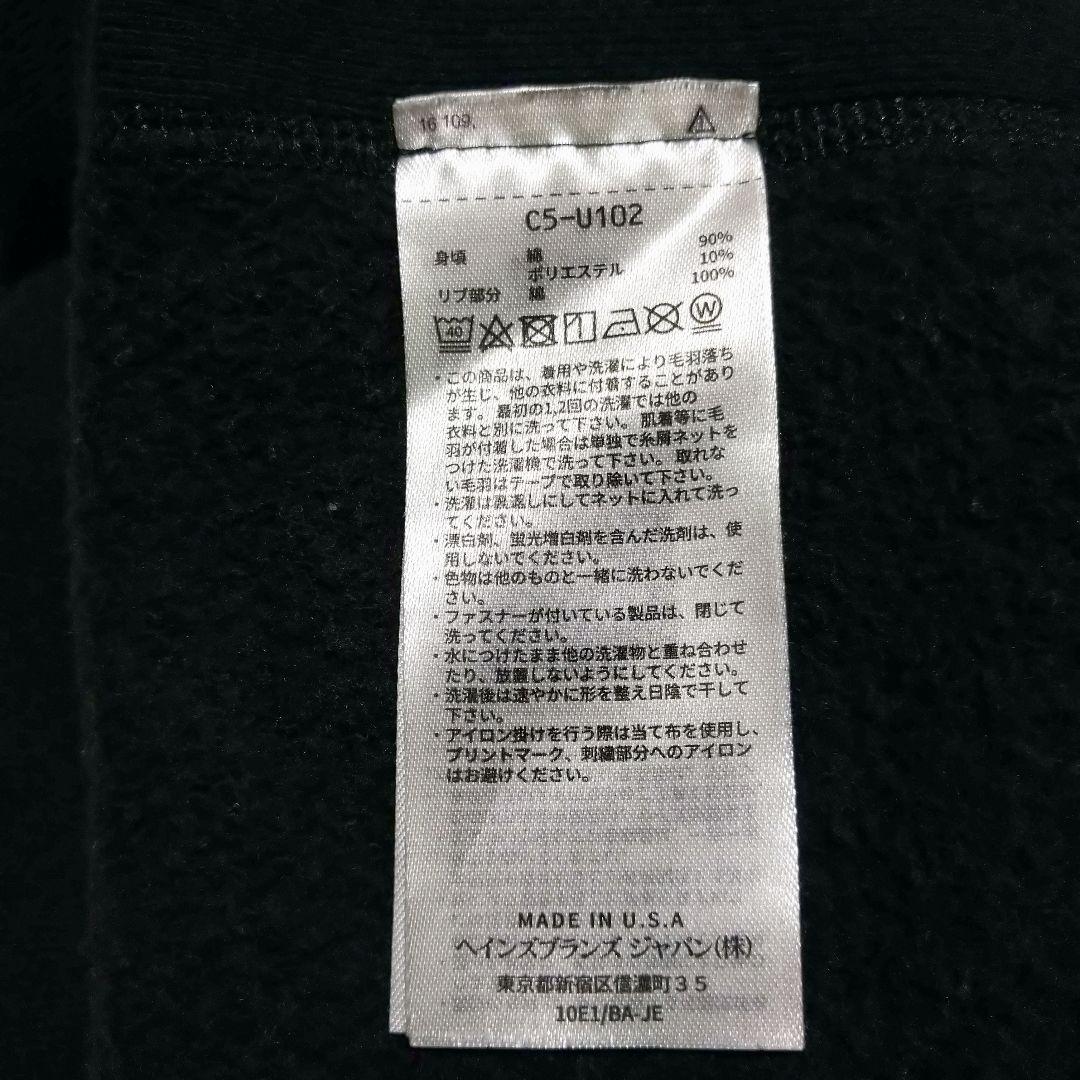 16 109.
C5-U102
身頃 綿 90%
ポリエステル 10%
リブ部分 綿 100%
40 W
・この商品は、着用や洗濯により毛羽落ち
が生じ、他の衣料に付着することがあり
ます。最初の1,2回の洗濯では他の
衣料と別に洗って下さい。肌着等に毛
羽が付着した場合は単独で糸屑ネットを
つけた洗濯機で洗って下さい。取れな
い毛羽はテープで取り除いて下さい。
・洗濯は裏返しにしてネットに入れて洗っ
てください。
・漂白剤、蛍光増白剤を含んだ洗剤は、使
用しないでください。
・色物は他のものと一緒に洗わないでくだ
さい。
・ファスナーが付いている製品は、閉じて
洗ってください。
・水につけたまま他の洗濯物と重ね合わせ
たり、放置しないようにしてください。
・洗濯後は速やかに形を整え日陰で干して
下さい。
・アイロン掛けを行う際は当て布を使用し、
プリントマーク、刺繍部分へのアイロン
はお避けください。
MADE IN U.S.A
ヘインズブランズ ジャパン(株)
東京都新宿区信濃町35
10E1/BA-JE